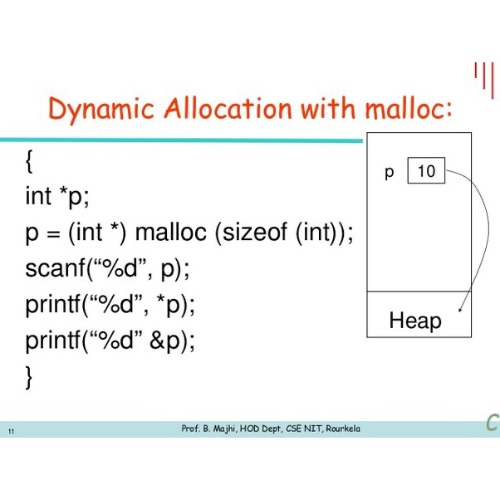 Dynamic Allocation with malloc:
{
int *p;
p = (int *) malloc (sizeof (int));
scanf(“%d”, p);
printf(“%d”, *p);
printf(“%d” &p);
}
p 10
Heap
11
Prof. B. Majhi, HOD Dept, CSE NIT, Rourkela
C